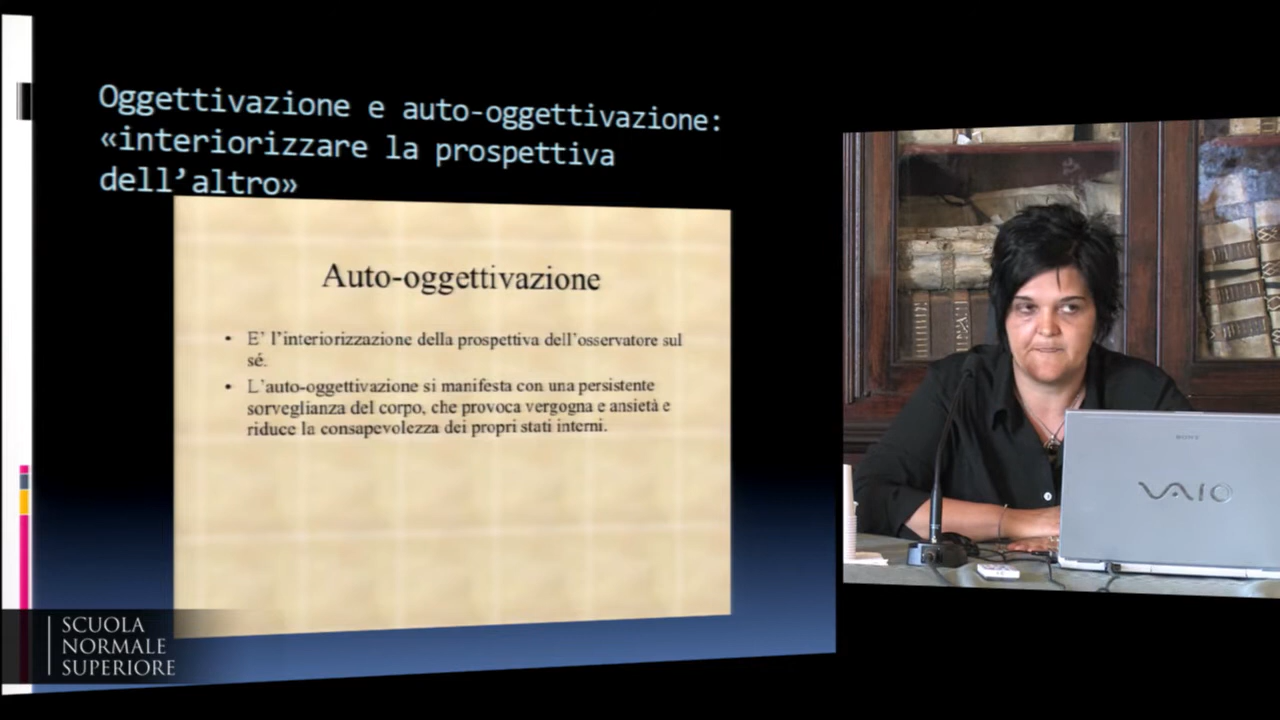 Oggettivazione e auto-oggettivazione:
«interiorizzare la prospettiva
dell’altro»
Auto-oggettivazione
• E’ l’interiorizzazione della prospettiva dell’osservatore sul
sé.
• L’auto-oggettivazione si manifesta con una persistente
sorveglianza del corpo, che provoca vergogna e ansietà e
riduce la consapevolezza dei propri stati interni.
SONY
VAIO
SCUOLA
NORMALE
SUPERIORE